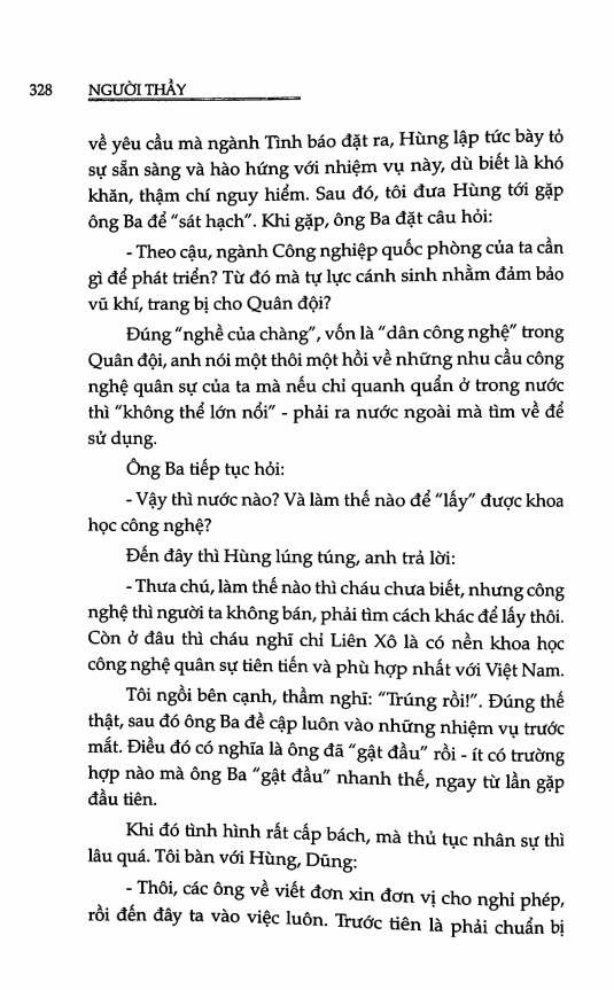 328 NGƯỜI THẦY
về yêu cầu mà ngành Tình báo đặt ra, Hùng lập tức bày tỏ
sự sẵn sàng và hào hứng với nhiệm vụ này, dù biết là khó
khăn, thậm chí nguy hiểm. Sau đó, tôi đưa Hùng tới gặp
ông Ba để “sát hạch”. Khi gặp, ông Ba đặt câu hỏi:
- Theo cậu, ngành Công nghiệp quốc phòng của ta cần
gì để phát triển? Từ đó mà tự lực cánh sinh nhằm đảm bảo
vũ khí, trang bị cho Quân đội?
Đúng “nghề của chàng”, vốn là “dân công nghệ” trong
Quân đội, anh nói một thôi một hồi về những nhu cầu công
nghệ quân sự của ta mà nếu chỉ quanh quẩn ở trong nước
thì “không thể lớn nổi” - phải ra nước ngoài mà tìm về để
sử dụng.
Ông Ba tiếp tục hỏi:
- Vậy thì nước nào? Và làm thế nào để “lấy” được khoa
học công nghệ?
Đến đây thì Hùng lúng túng, anh trả lời:
- Thưa chú, làm thế nào thì cháu chưa biết, nhưng công
nghệ thì người ta không bán, phải tìm cách khác để lấy thôi.
Còn ở đâu thì cháu nghĩ chỉ Liên Xô là có nền khoa học
công nghệ quân sự tiên tiến và phù hợp nhất với Việt Nam.
Tôi ngồi bên cạnh, thầm nghĩ: “Trúng rồi!”. Đúng thế
thật, sau đó ông Ba đề cập luôn vào những nhiệm vụ trước
mắt. Điều đó có nghĩa là ông đã “gật đầu” rồi - ít có trường
hợp nào mà ông Ba “gật đầu” nhanh thế, ngay từ lần gặp
đầu tiên.
Khi đó tình hình rất cấp bách, mà thủ tục nhân sự thì
lâu quá. Tôi bàn với Hùng, Dũng:
- Thôi, các ông về viết đơn xin đơn vị cho nghỉ phép,
rồi đến đây ta vào việc luôn. Trước tiên là phải chuẩn bị